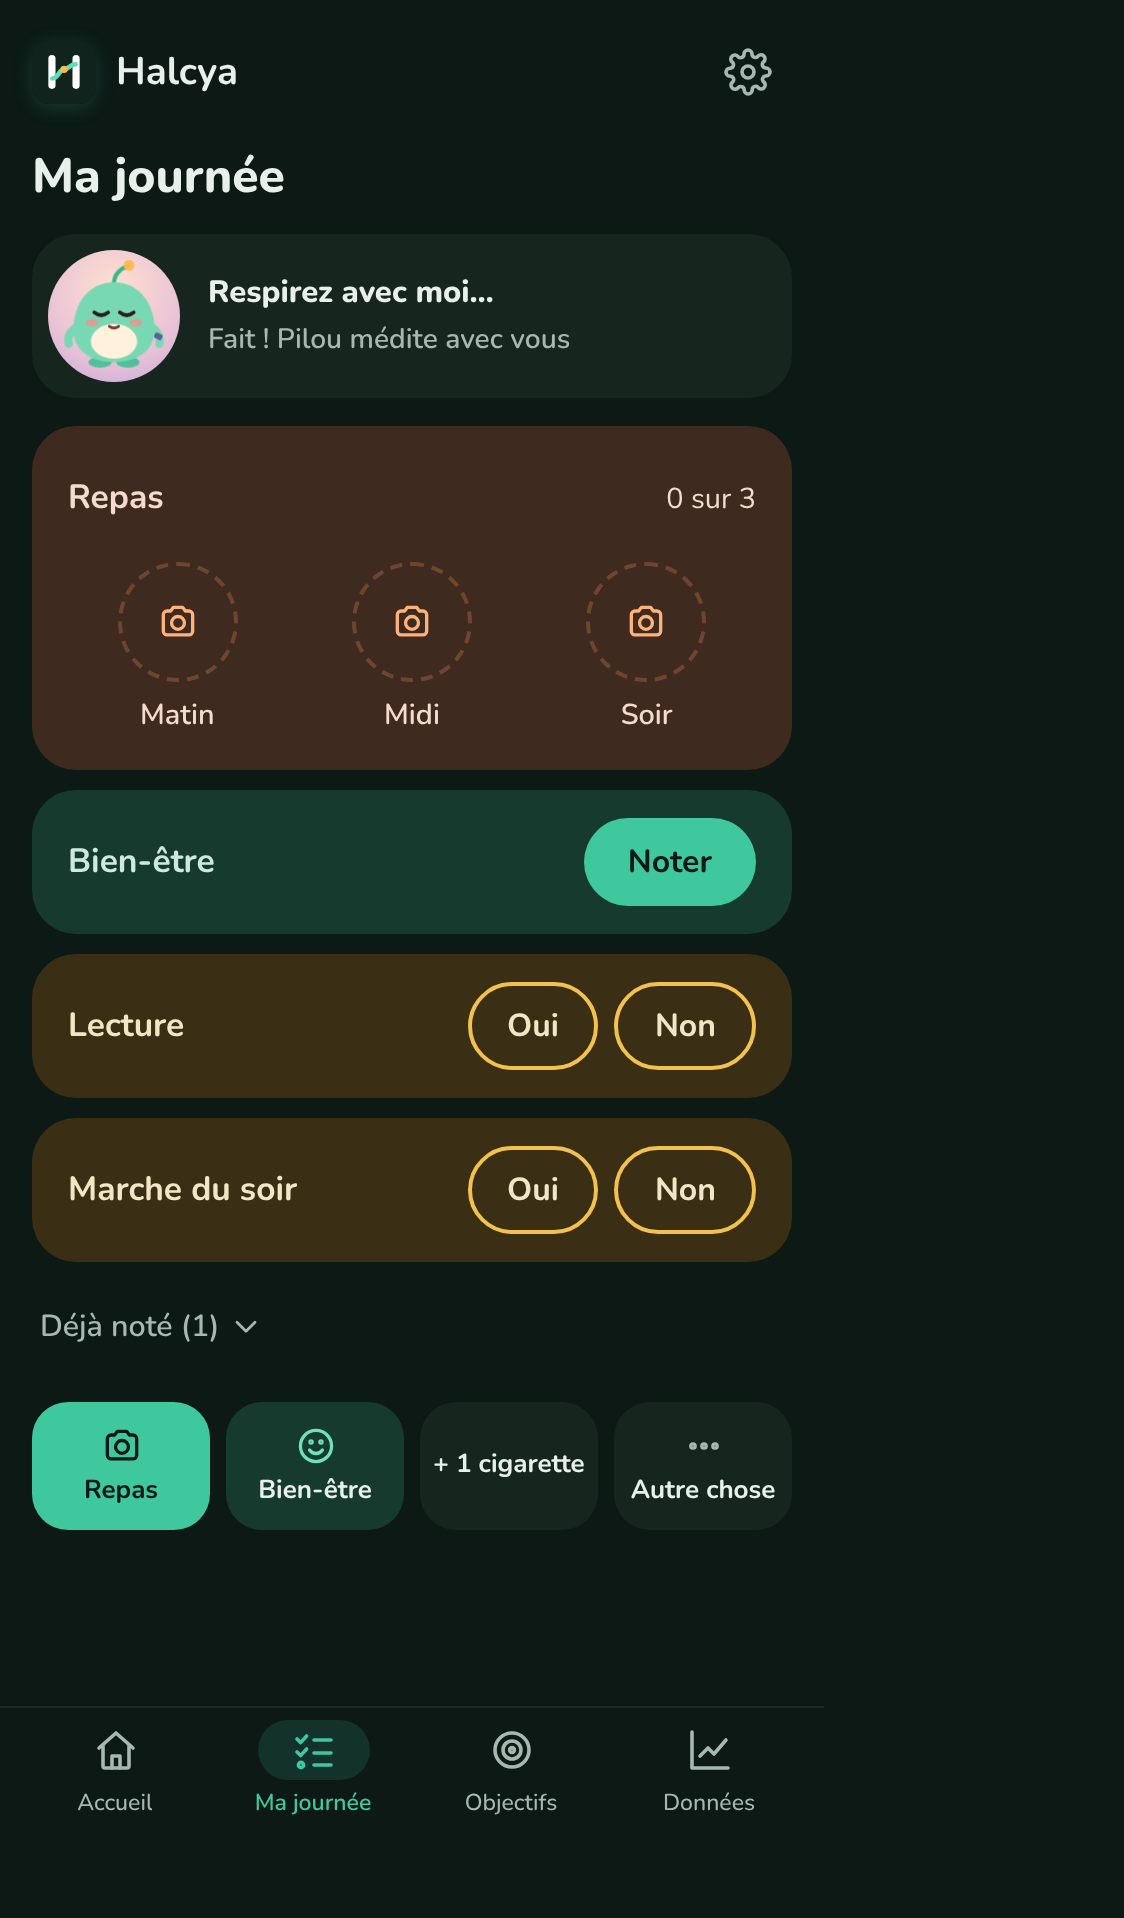 Halcya
Ma journée
Respirez avec moi...
Fait ! Pilou médite avec vous
Repas
0 sur 3
Matin
Midi
Soir
Bien-être
Noter
Lecture
Oui
Non
Marche du soir
Oui
Non
Déjà noté (1)
Repas
Bien-être
+ 1 cigarette
Autre chose
Accueil
Ma journée
Objectifs
Données